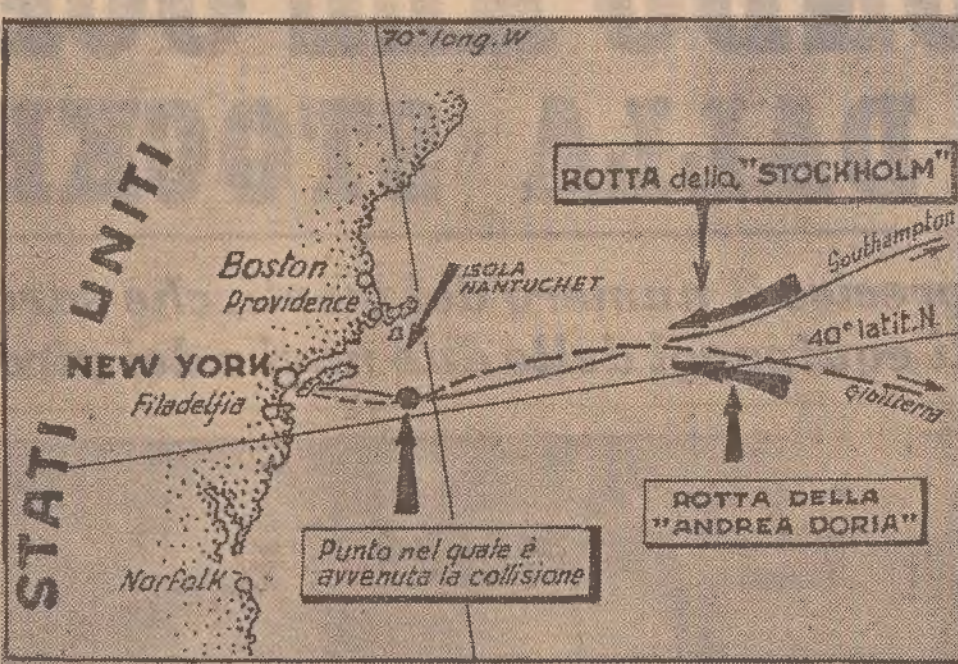 70° long. W
ROTTA della "STOCKHOLM"
Southampton
STATI UNITI
Boston
Providence
ISOLA
NANTUCHET
40° latit. N.
NEW YORK
Filadelfia
Gibilterra
ROTTA DELLA
"ANDREA DORIA"
Punto nel quale è
avvenuta la collisione
Norfolk